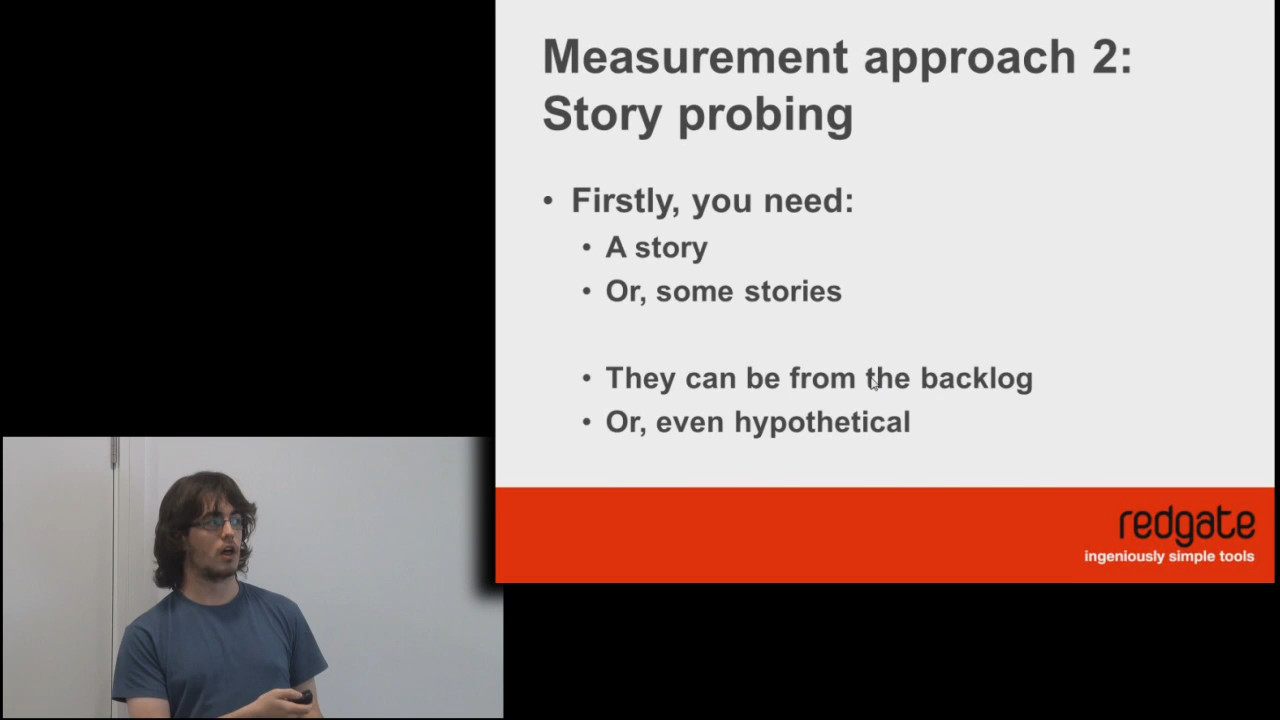 Measurement approach 2:
Story probing
• Firstly, you need:
• A story
• Or, some stories
• They can be from the backlog
• Or, even hypothetical
redgate
ingeniously simple tools